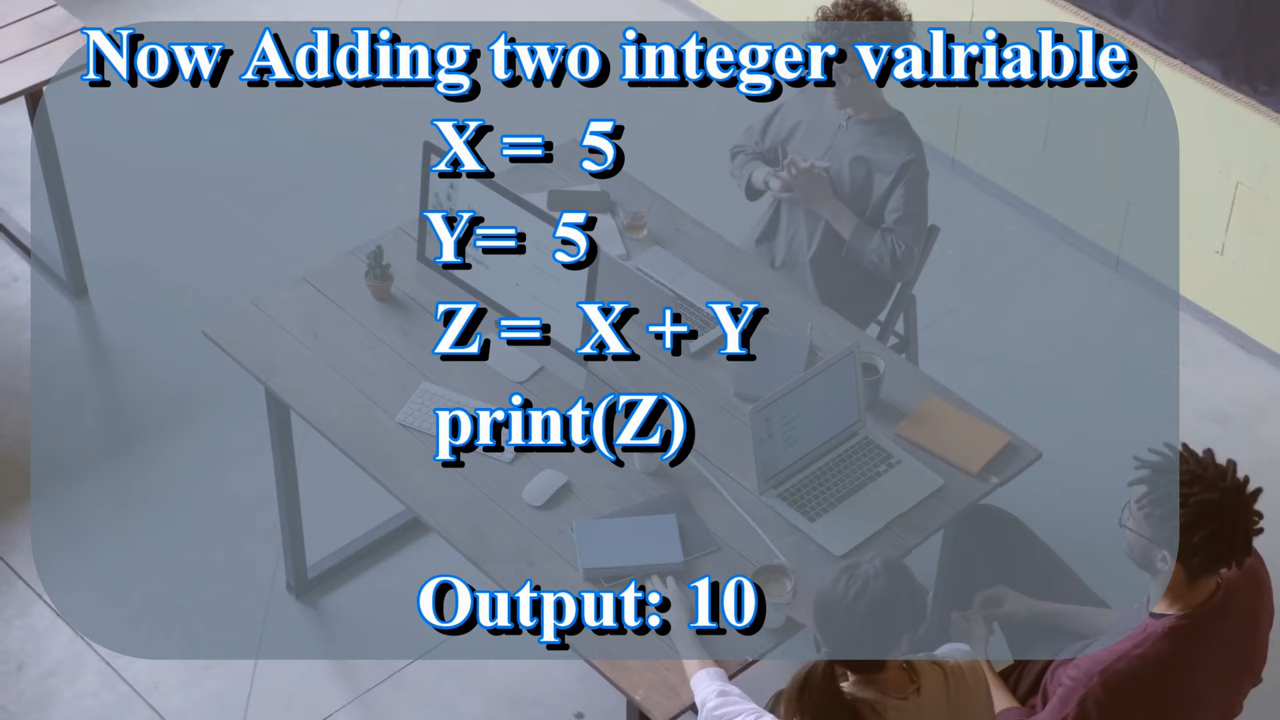 Now Adding two integer valriable
X = 5
Y= 5
Z = X + Y
print(Z)
Output: 10